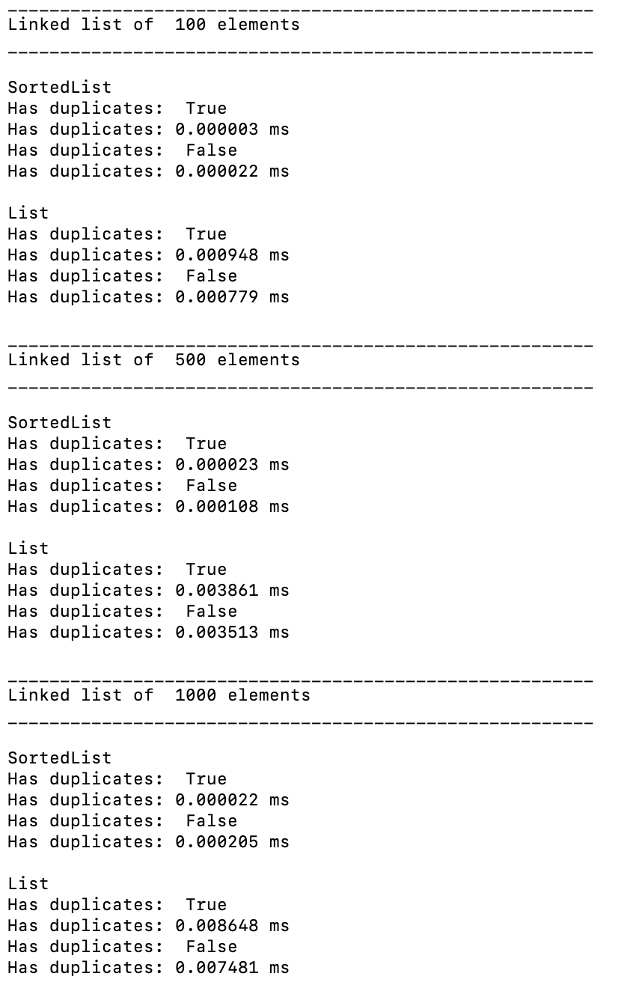 Linked list of  100 elements
SortedList
Has duplicates:  True
Has duplicates: 0.000003 ms
Has duplicates:  False
Has duplicates: 0.000022 ms
List
Has duplicates:  True
Has duplicates: 0.000948 ms
Has duplicates:  False
Has duplicates: 0.000779 ms
Linked list of  500 elements
SortedList
Has duplicates:  True
Has duplicates: 0.000023 ms
Has duplicates:  False
Has duplicates: 0.000108 ms
List
Has duplicates:  True
Has duplicates: 0.003861 ms
Has duplicates:  False
Has duplicates: 0.003513 ms
Linked list of  1000 elements
SortedList
Has duplicates:  True
Has duplicates: 0.000022 ms
Has duplicates:  False
Has duplicates: 0.000205 ms
List
Has duplicates:  True
Has duplicates: 0.008648 ms
Has duplicates:  False
Has duplicates: 0.007481 ms